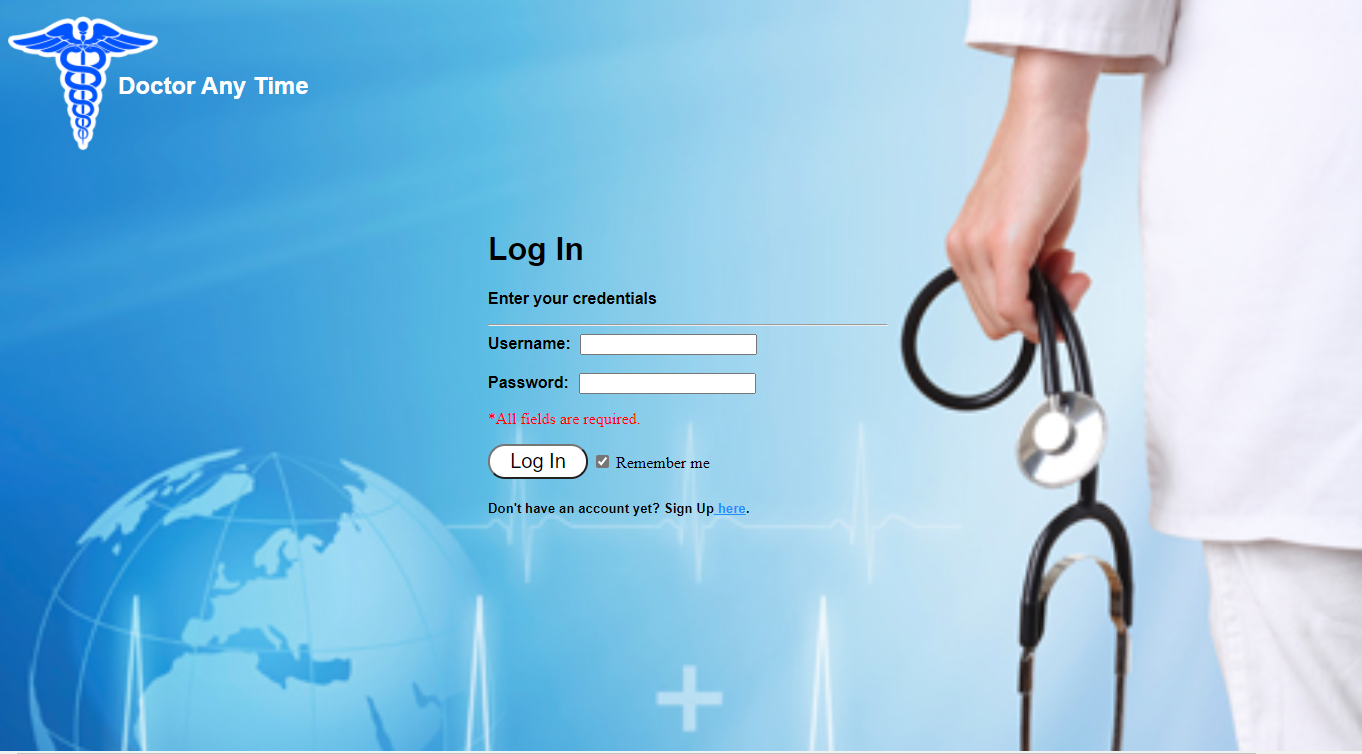 Doctor Any Time
Log In
Enter your credentials
Username:
Password:
*All fields are required.
Log In Remember me
Don't have an account yet? Sign Up here.